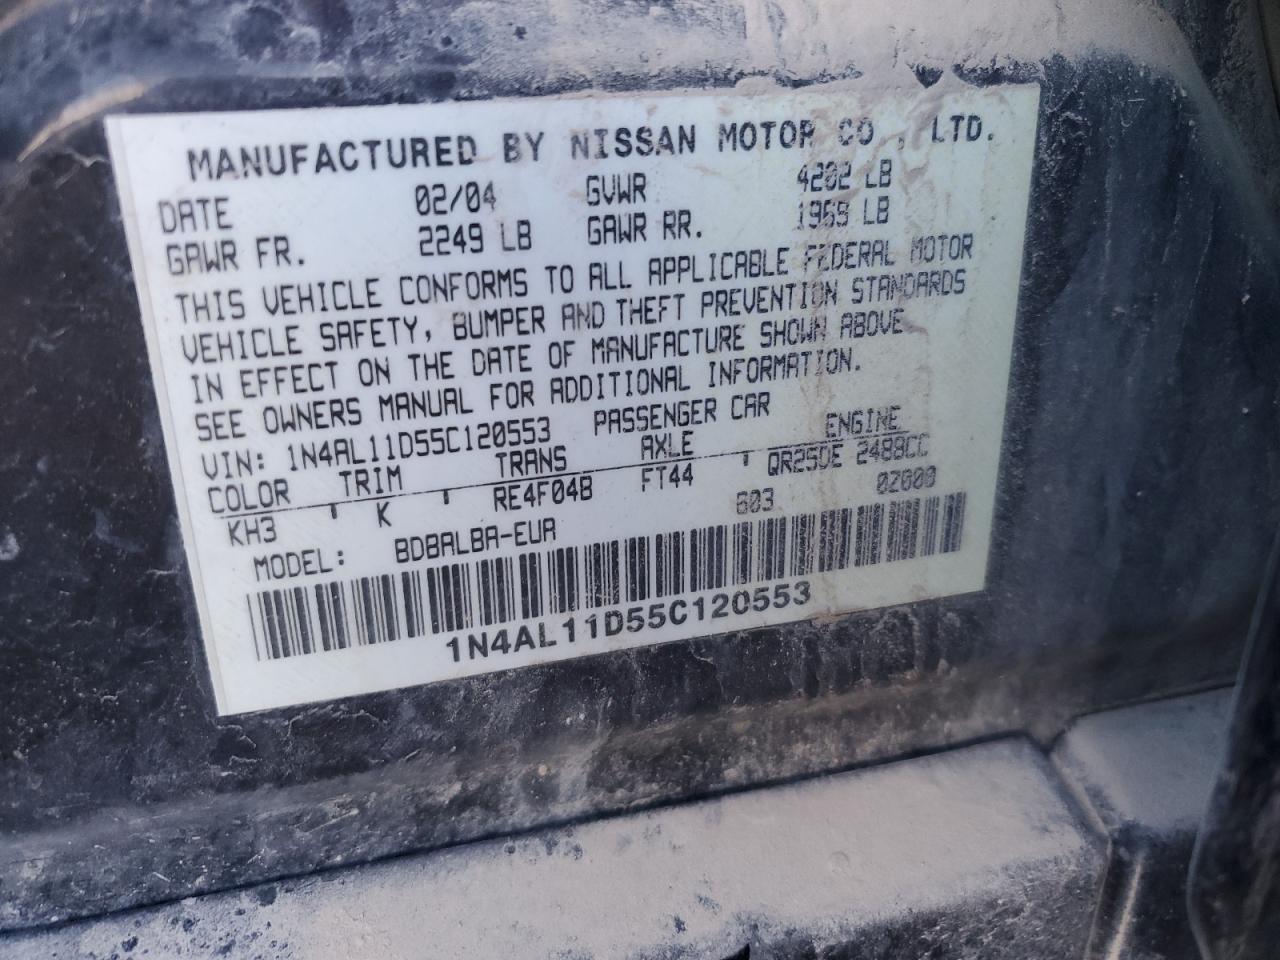 MANUFACTURED BY NISSAN MOTOR CO., LTD.
DATE 02/04 GVWR 4202 LB
GAWR FR. 2249 LB GAWR RR. 1969 LB
THIS VEHICLE CONFORMS TO ALL APPLICABLE FEDERAL MOTOR
VEHICLE SAFETY, BUMPER AND THEFT PREVENTION STANDARDS
IN EFFECT ON THE DATE OF MANUFACTURE SHOWN ABOVE.
SEE OWNERS MANUAL FOR ADDITIONAL INFORMATION.
VIN: 1N4AL11D55C120553 PASSENGER CAR
COLOR TRIM TRANS AXLE ENGINE
KH3 ' K ' RE4F04B FT44 ' QR25DE 2488CC
MODEL: BDBALBA-EUA 603 02000
1N4AL11D55C120553